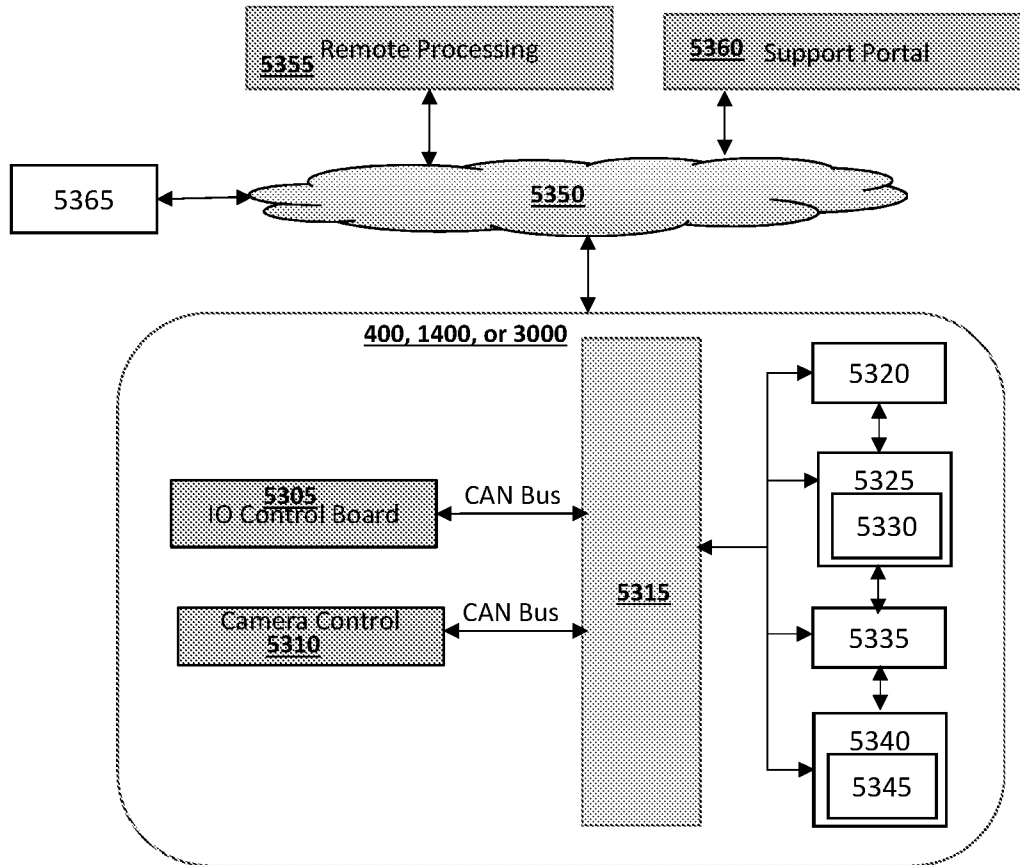 Remote Processing
5355
5360
Support Portal
5365
5350
400, 1400, or 3000
5320
5325
5330
5305
IO Control Board
CAN Bus
5315
Camera Control
5310
CAN Bus
5335
5340
5345